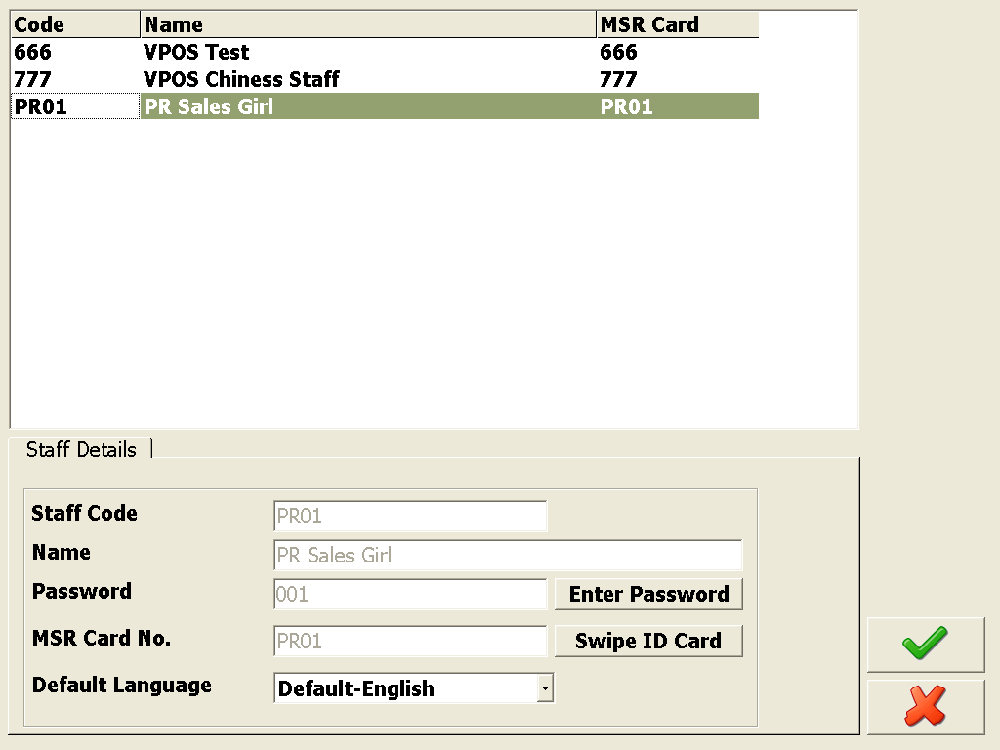 Code Name MSR Card
666 VPOS Test 666
777 VPOS Chiness Staff 777
PR01 PR Sales Girl PR01
Staff Details
Staff Code PR01
Name PR Sales Girl
Password 001 Enter Password
MSR Card No. PR01 Swipe ID Card
Default Language Default-English